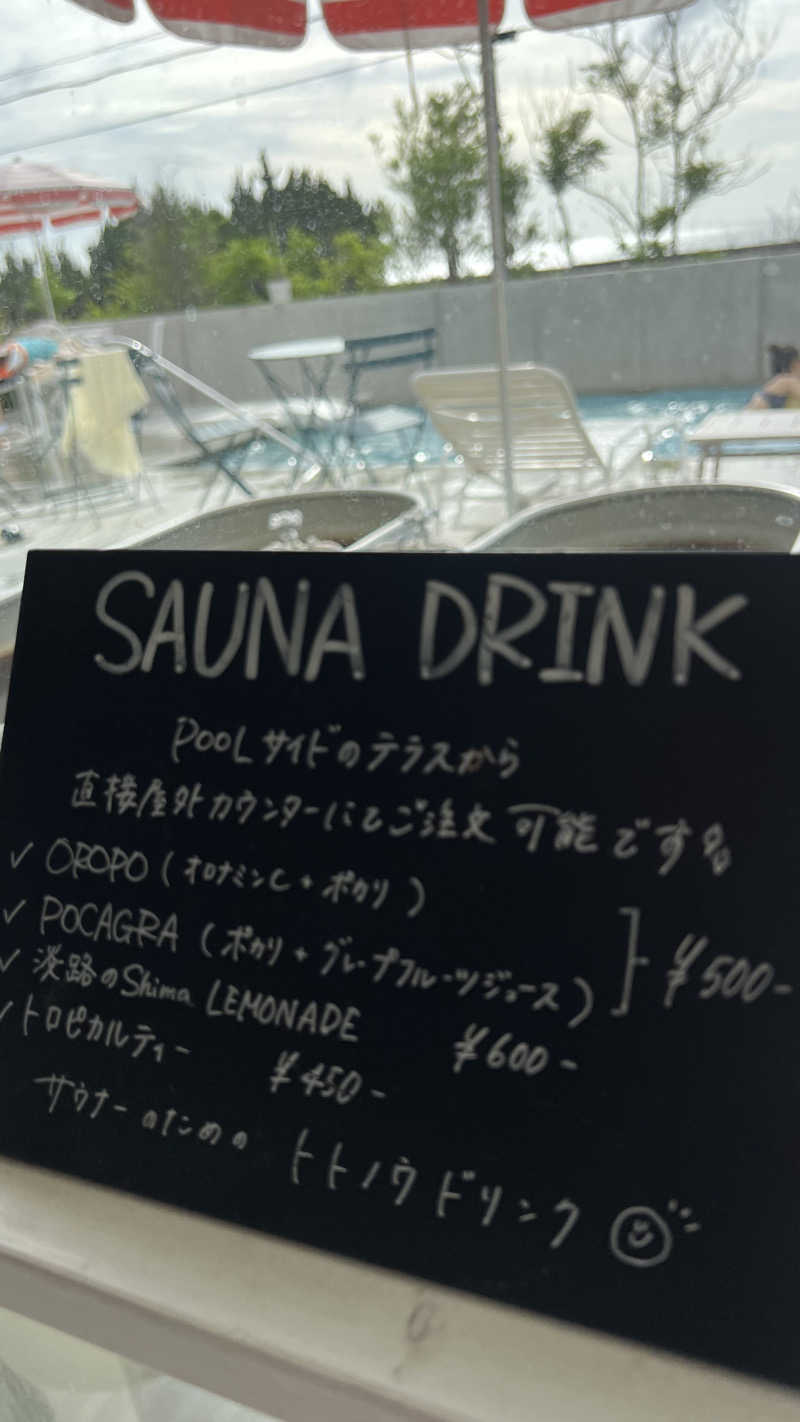 SAUNA DRINK
POOLサイドのテラスから
直接屋外カウンターにてご注文可能です
✓ OROPO (オロナミンC + ポカリ)
✓ POCAGRA (ポカリ + グレープフルーツジュース) ¥500-
✓ 淡路のShima LEMONADE ¥600-
✓ トロピカルティー ¥450-
サウナーのための トトノウドリンク